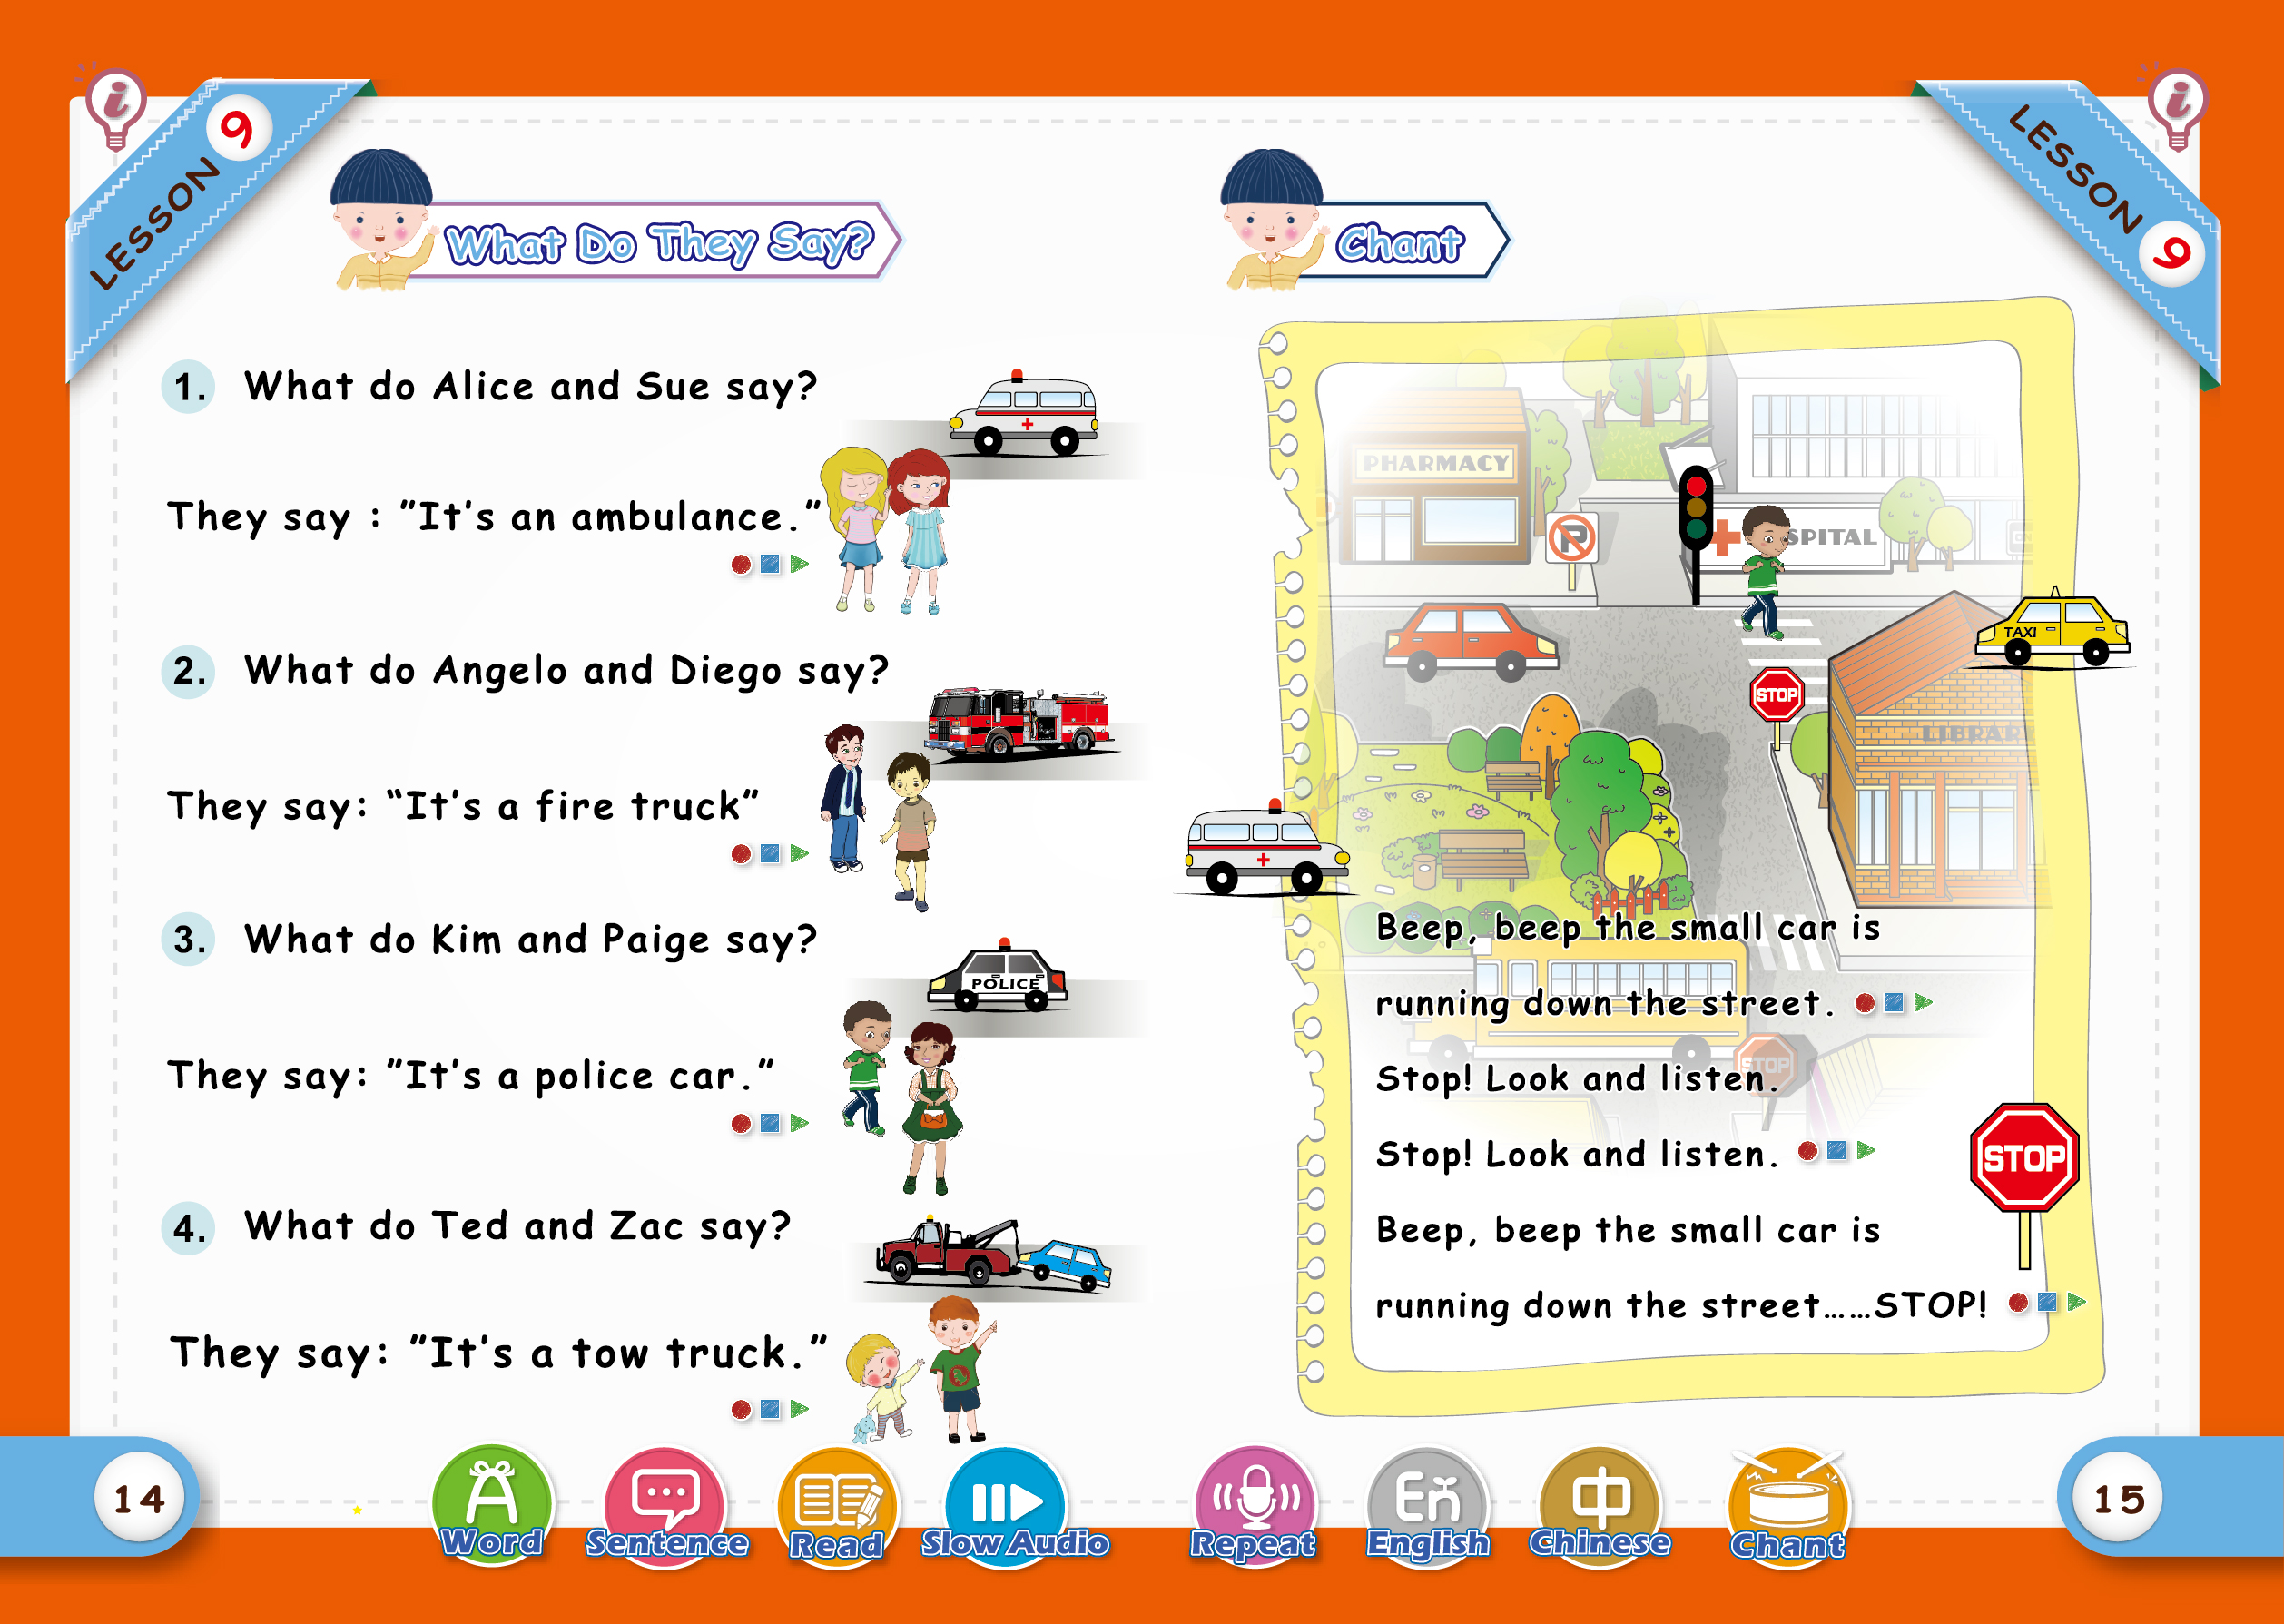 LESSON 9
What Do They Say?
1. What do Alice and Sue say?
They say : "It's an ambulance."
2. What do Angelo and Diego say?
They say: “It's a fire truck”
3. What do Kim and Paige say?
POLICE
They say: "It's a police car."
4. What do Ted and Zac say?
They say: "It's a tow truck."
14
Chant
LESSON 9
PHARMACY
P
SPITAL
TAXI
STOP
LIBRAR
Beep, beep the small car is
running down the street.
STOP
Stop! Look and listen.
Stop! Look and listen.
STOP
Beep, beep the small car is
running down the street……STOP!
15
Word
Sentence
Read
Slow Audio
Repeat
En
English
中
Chinese
Chant